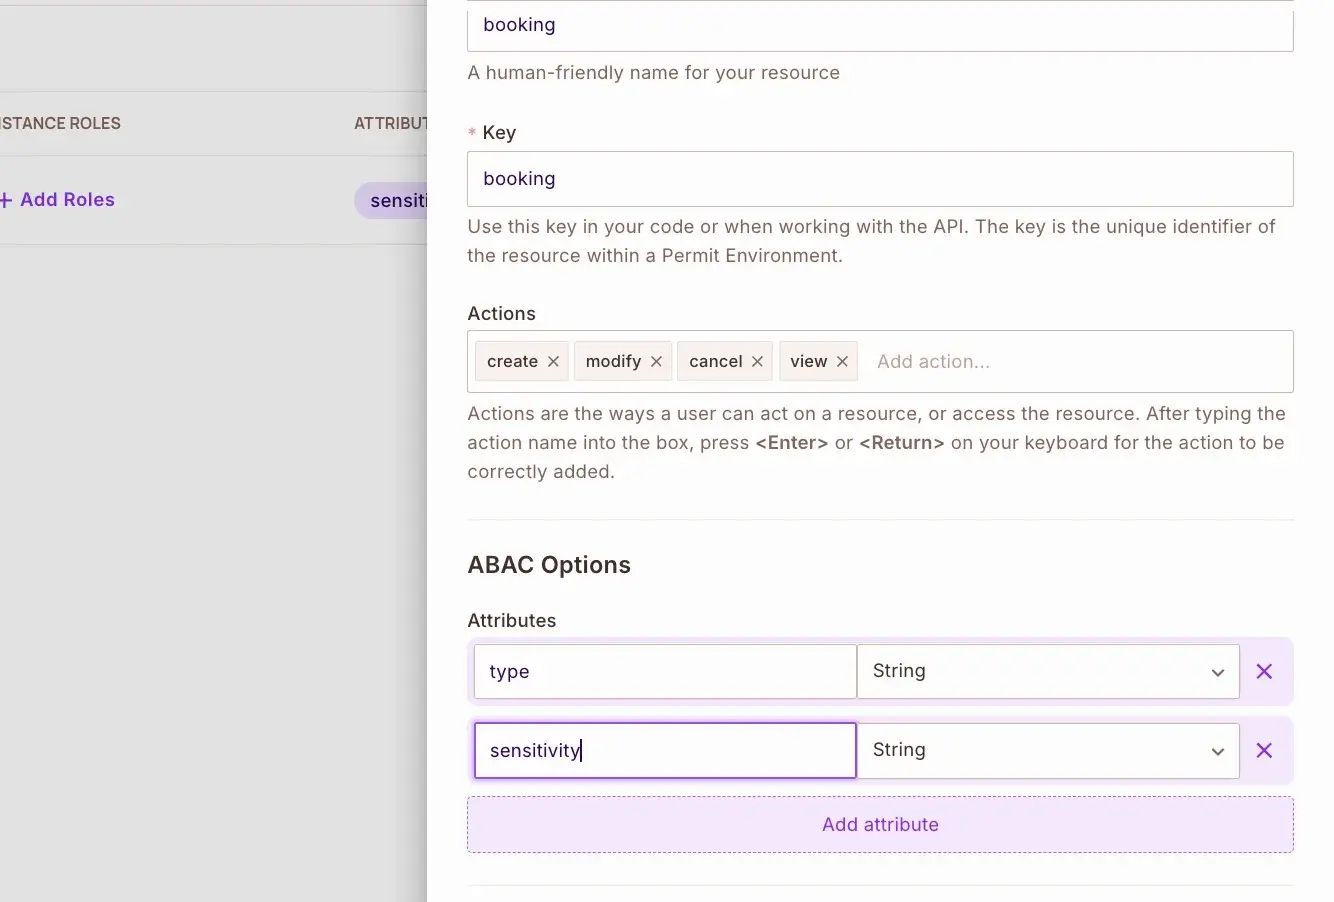 booking
A human-friendly name for your resource
STANCE ROLES
ATTRIBUT
* Key
booking
+ Add Roles
sensiti
Use this key in your code or when working with the API. The key is the unique identifier of
the resource within a Permit Environment.
Actions
create × modify × cancel × view × Add action...
Actions are the ways a user can act on a resource, or access the resource. After typing the
action name into the box, press <Enter> or <Return> on your keyboard for the action to be
correctly added.
ABAC Options
Attributes
type String
sensitivity String
Add attribute